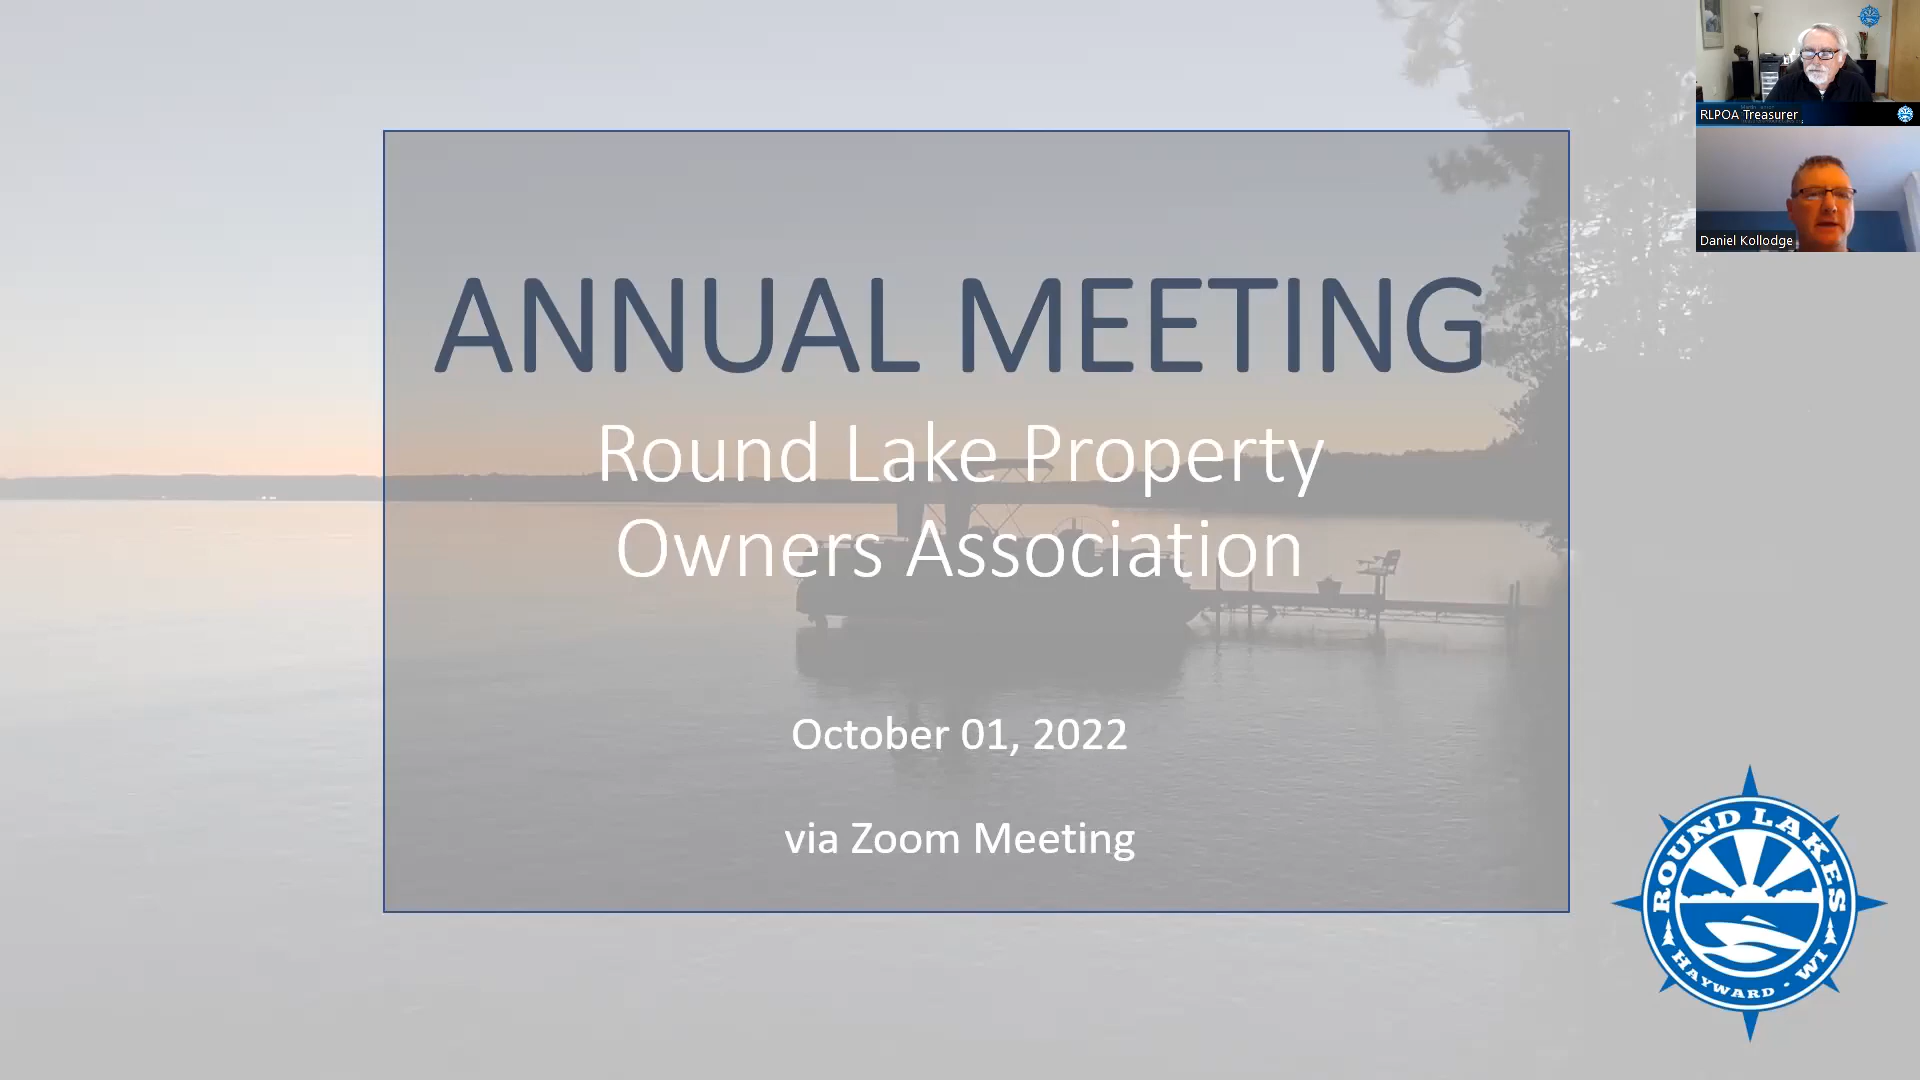 ANNUAL MEETING
Round Lake Property
Owners Association
October 01, 2022
via Zoom Meeting
RLPOA Treasurer
Daniel Kollodge
ROUND LAKES
HAYWARD · WI